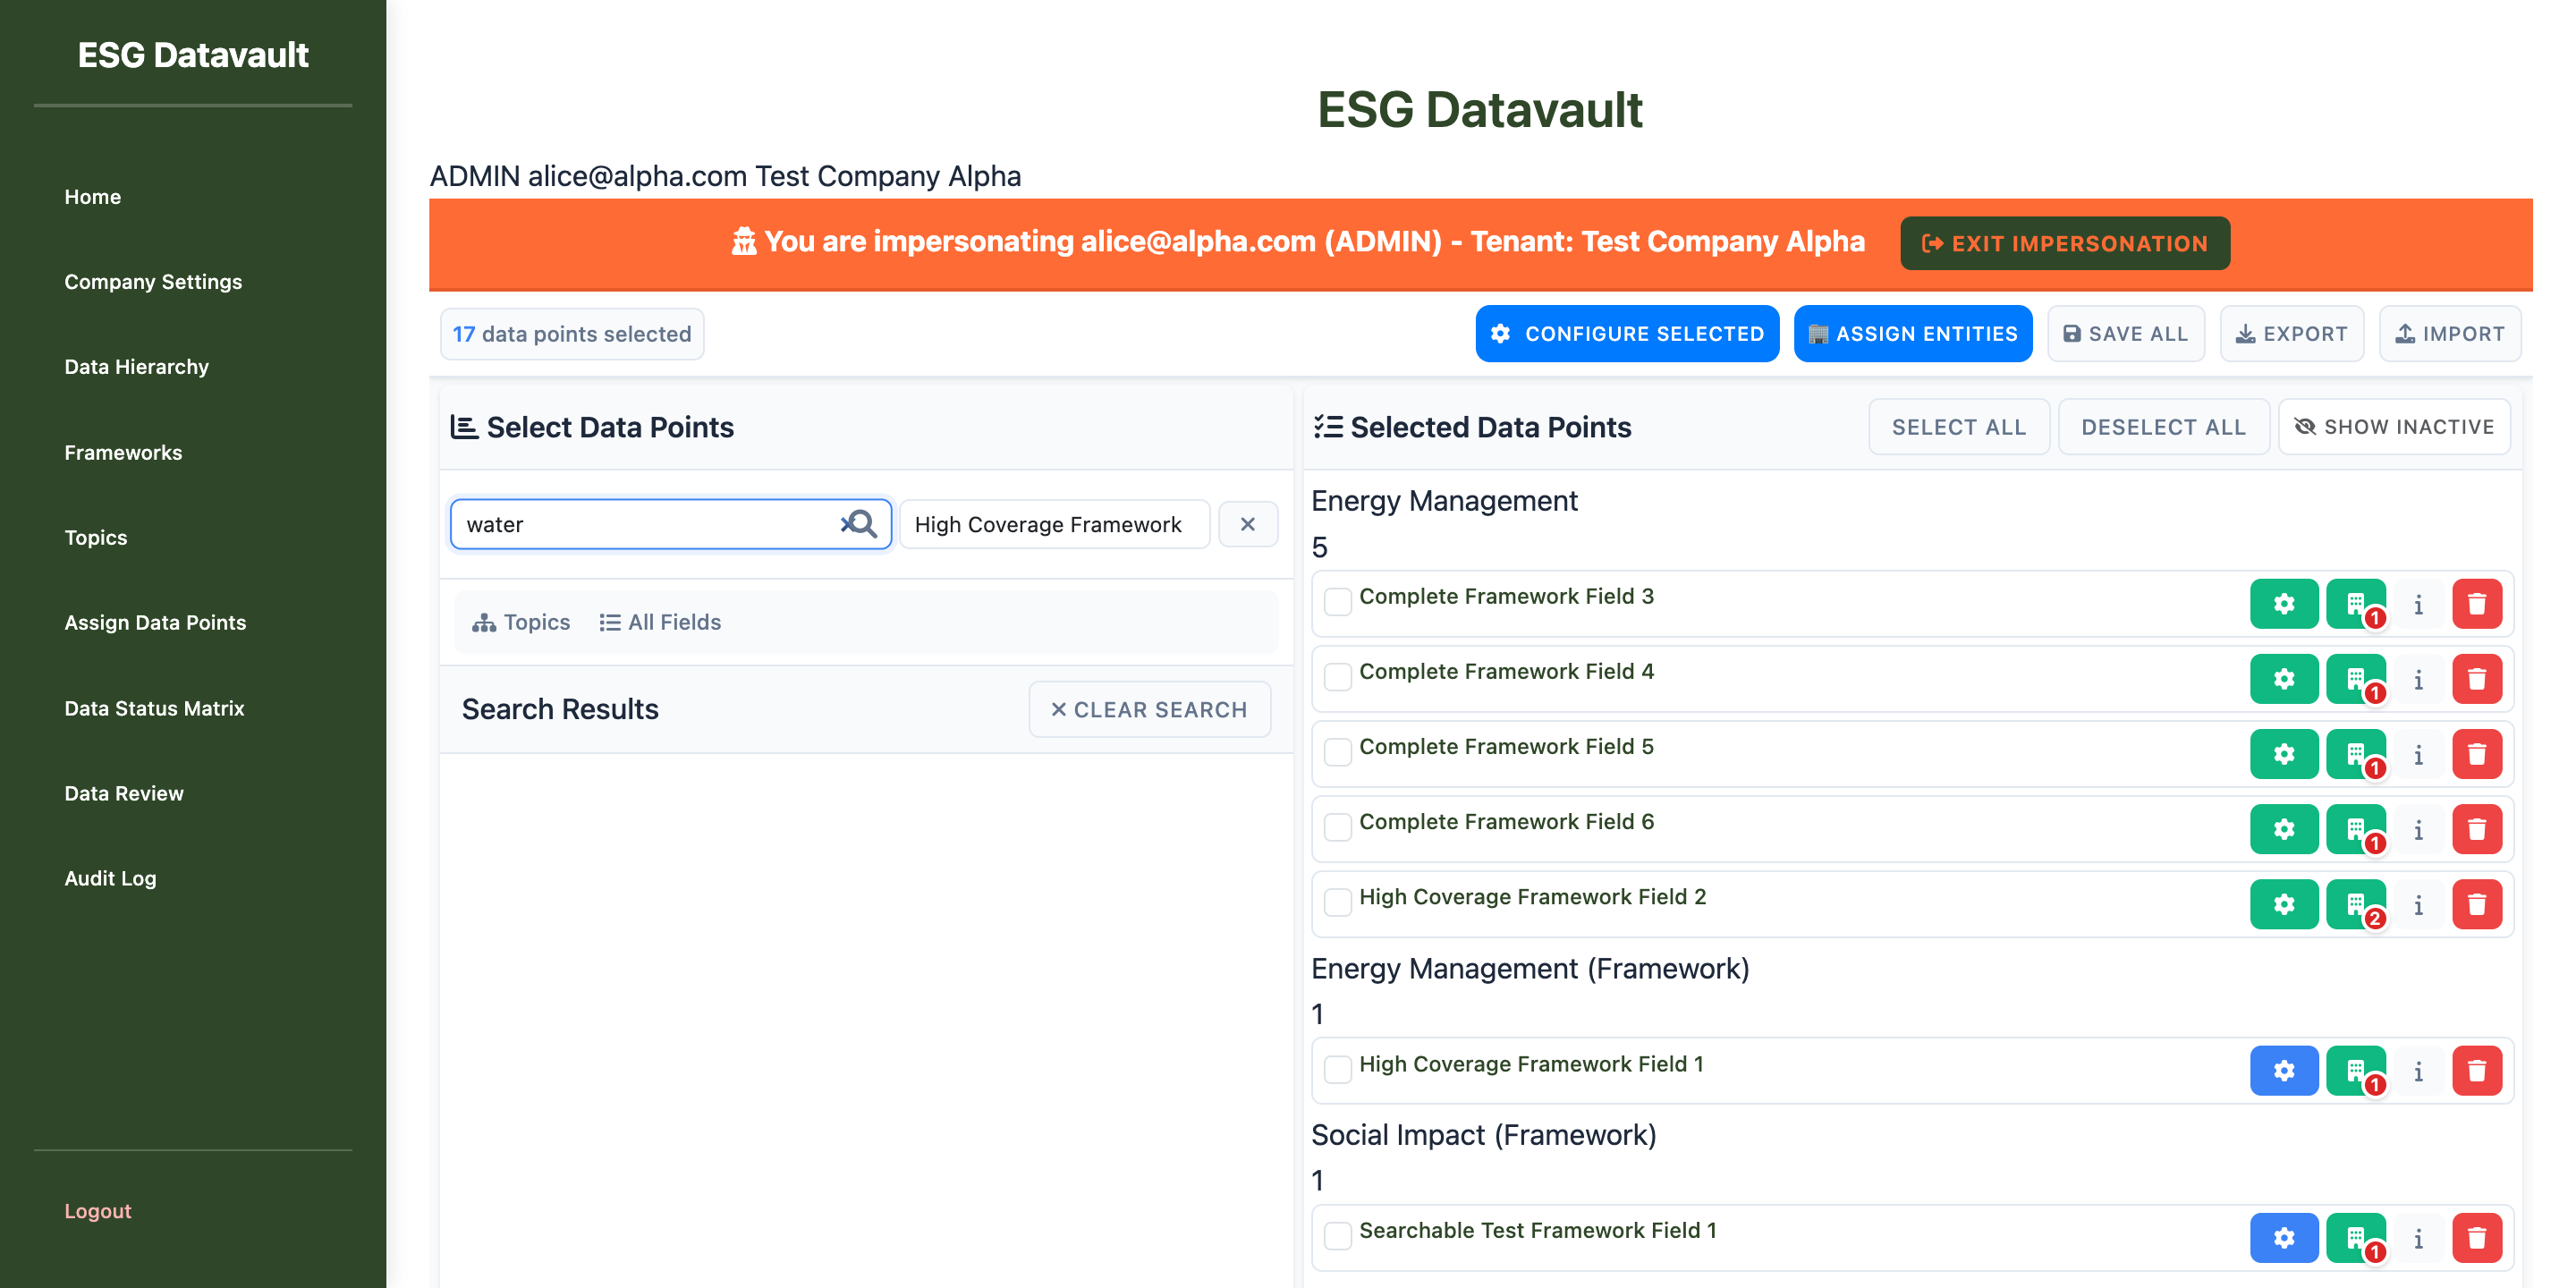 ESG Datavault
Home
Company Settings
Data Hierarchy
Frameworks
Topics
Assign Data Points
Data Status Matrix
Data Review
Audit Log
Logout
ESG Datavault
ADMIN alice@alpha.com Test Company Alpha
You are impersonating alice@alpha.com (ADMIN) - Tenant: Test Company Alpha
EXIT IMPERSONATION
17 data points selected
CONFIGURE SELECTED
ASSIGN ENTITIES
SAVE ALL
EXPORT
IMPORT
Select Data Points
water
High Coverage Framework
Topics
All Fields
Search Results
CLEAR SEARCH
Selected Data Points
SELECT ALL
DESELECT ALL
SHOW INACTIVE
Energy Management
5
Complete Framework Field 3
1
Complete Framework Field 4
1
Complete Framework Field 5
1
Complete Framework Field 6
1
High Coverage Framework Field 2
2
Energy Management (Framework)
1
High Coverage Framework Field 1
1
Social Impact (Framework)
1
Searchable Test Framework Field 1
1